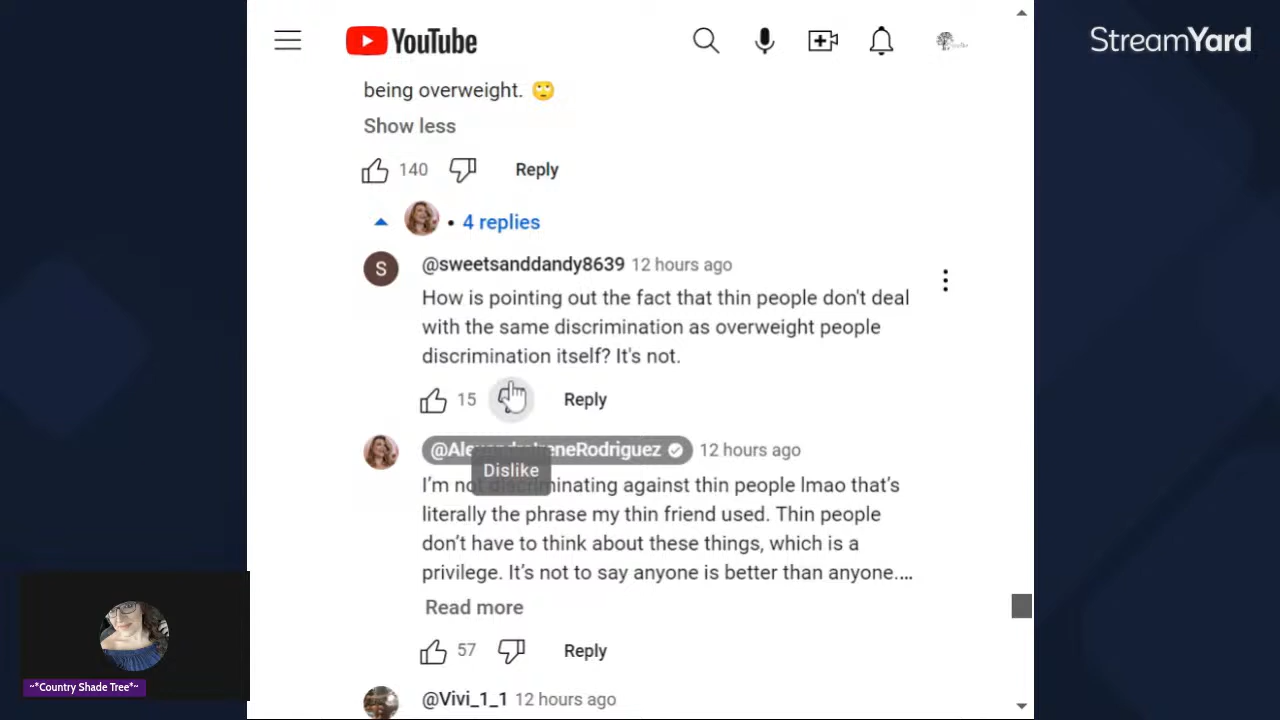 YouTube
StreamYard
being overweight. 🙄
Show less
140 Reply
4 replies
S
@sweetsanddandy8639 12 hours ago
How is pointing out the fact that thin people don't deal
with the same discrimination as overweight people
discrimination itself? It's not.
15 Reply
@AlexandraIreneRodriguez 12 hours ago
Dislike
I'm not discriminating against thin people lmao that's
literally the phrase my thin friend used. Thin people
don't have to think about these things, which is a
privilege. It's not to say anyone is better than anyone....
Read more
57 Reply
@Vivi_1_1 12 hours ago
~*Country Shade Tree*~